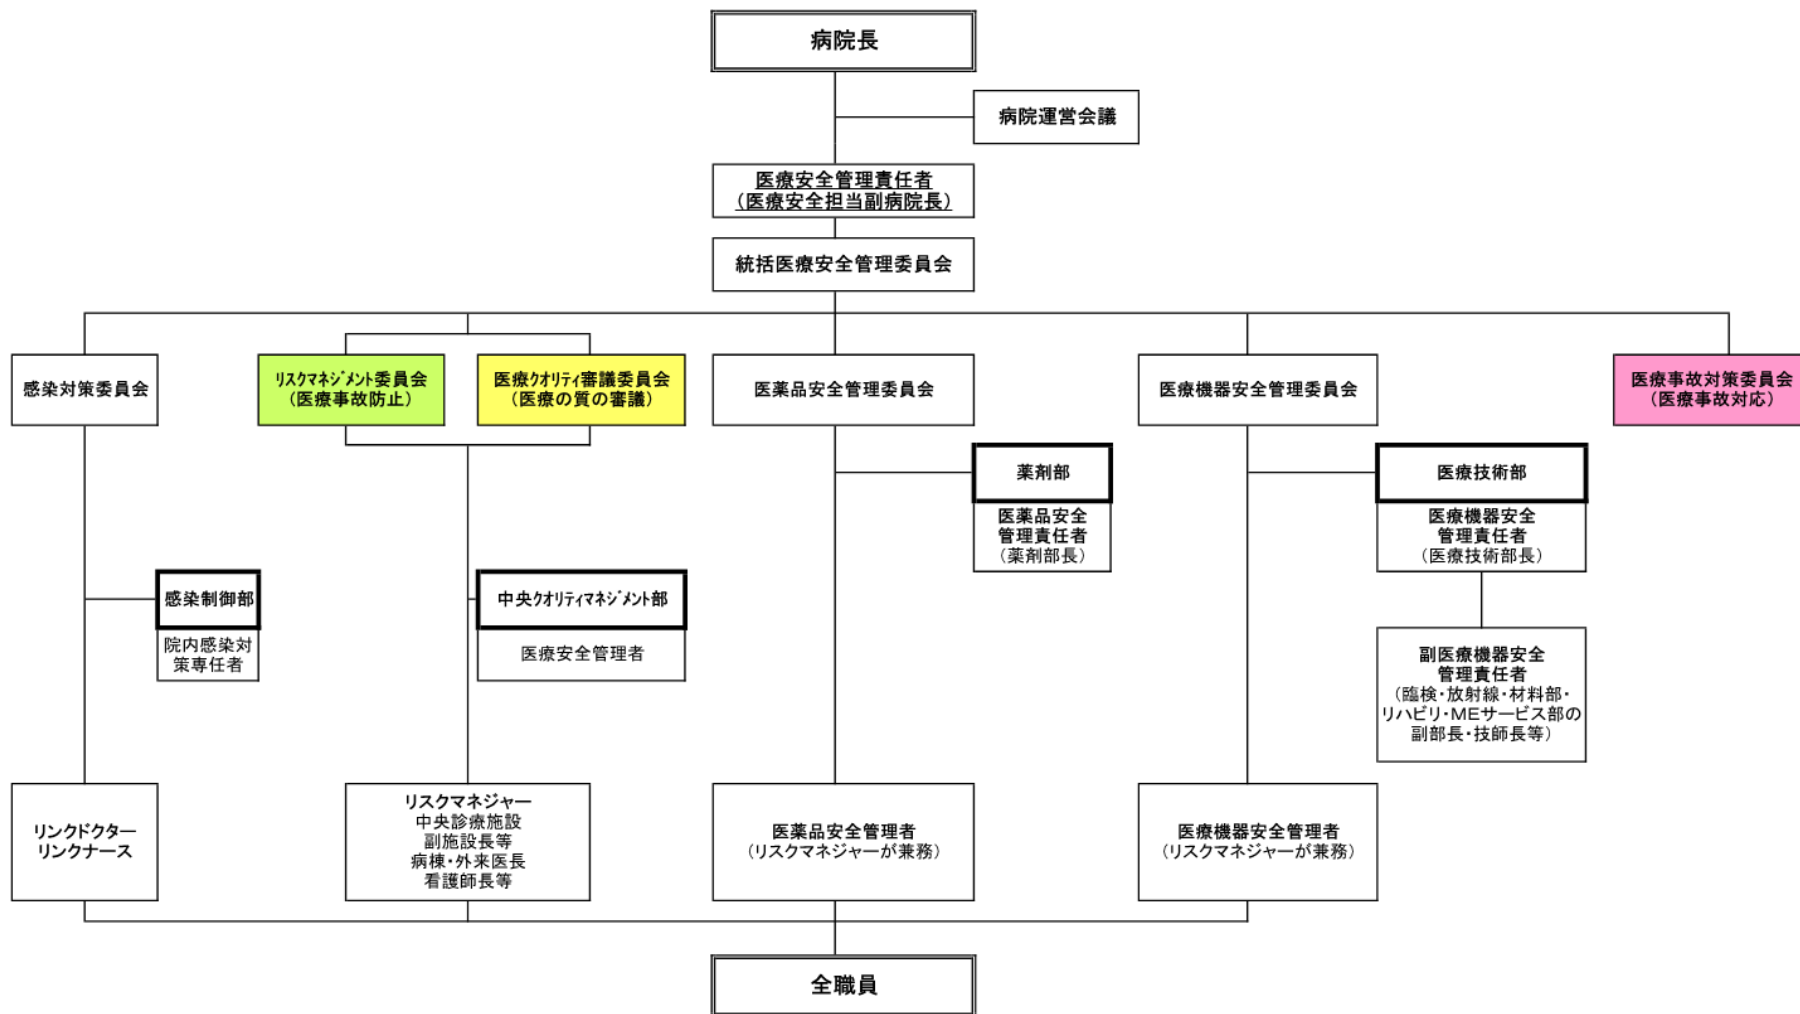 病院長
病院運営会議
医療安全管理責任者
（医療安全担当副病院長）
統括医療安全管理委員会
感染対策委員会
ﾘｽｸﾏﾈｼﾞﾒﾝﾄ委員会
（医療事故防止）
医療ｸｵﾘﾃｨ審議委員会
（医療の質の審議）
医薬品安全管理委員会
医療機器安全管理委員会
医療事故対策委員会
（医療事故対応）
薬剤部
医薬品安全
管理責任者
（薬剤部長）
医療技術部
医療機器安全
管理責任者
（医療技術部長）
感染制御部
院内感染対
策専任者
中央ｸｵﾘﾃｨﾏﾈｼﾞﾒﾝﾄ部
医療安全管理者
副医療機器安全
管理責任者
（臨検・放射線・材料部・
リハビリ・ＭＥサービス部の
副部長・技師長等）
リンクドクター
リンクナース
リスクマネジャー
中央診療施設
副施設長等
病棟・外来医長
看護師長等
医薬品安全管理者
（リスクマネジャーが兼務）
医療機器安全管理者
（リスクマネジャーが兼務）
全職員